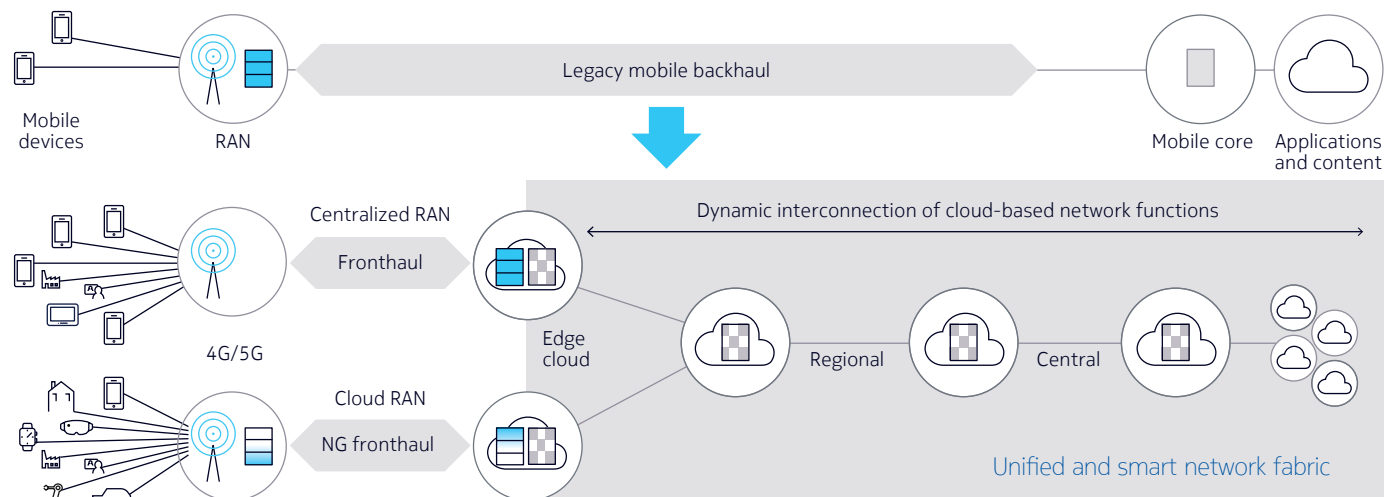 Legacy mobile backhaul
Mobile
devices
RAN
Mobile core
Applications
and content
Centralized RAN
Fronthaul
Dynamic interconnection of cloud-based network functions
4G/5G
Edge
cloud
Regional
Central
Cloud RAN
NG fronthaul
Unified and smart network fabric